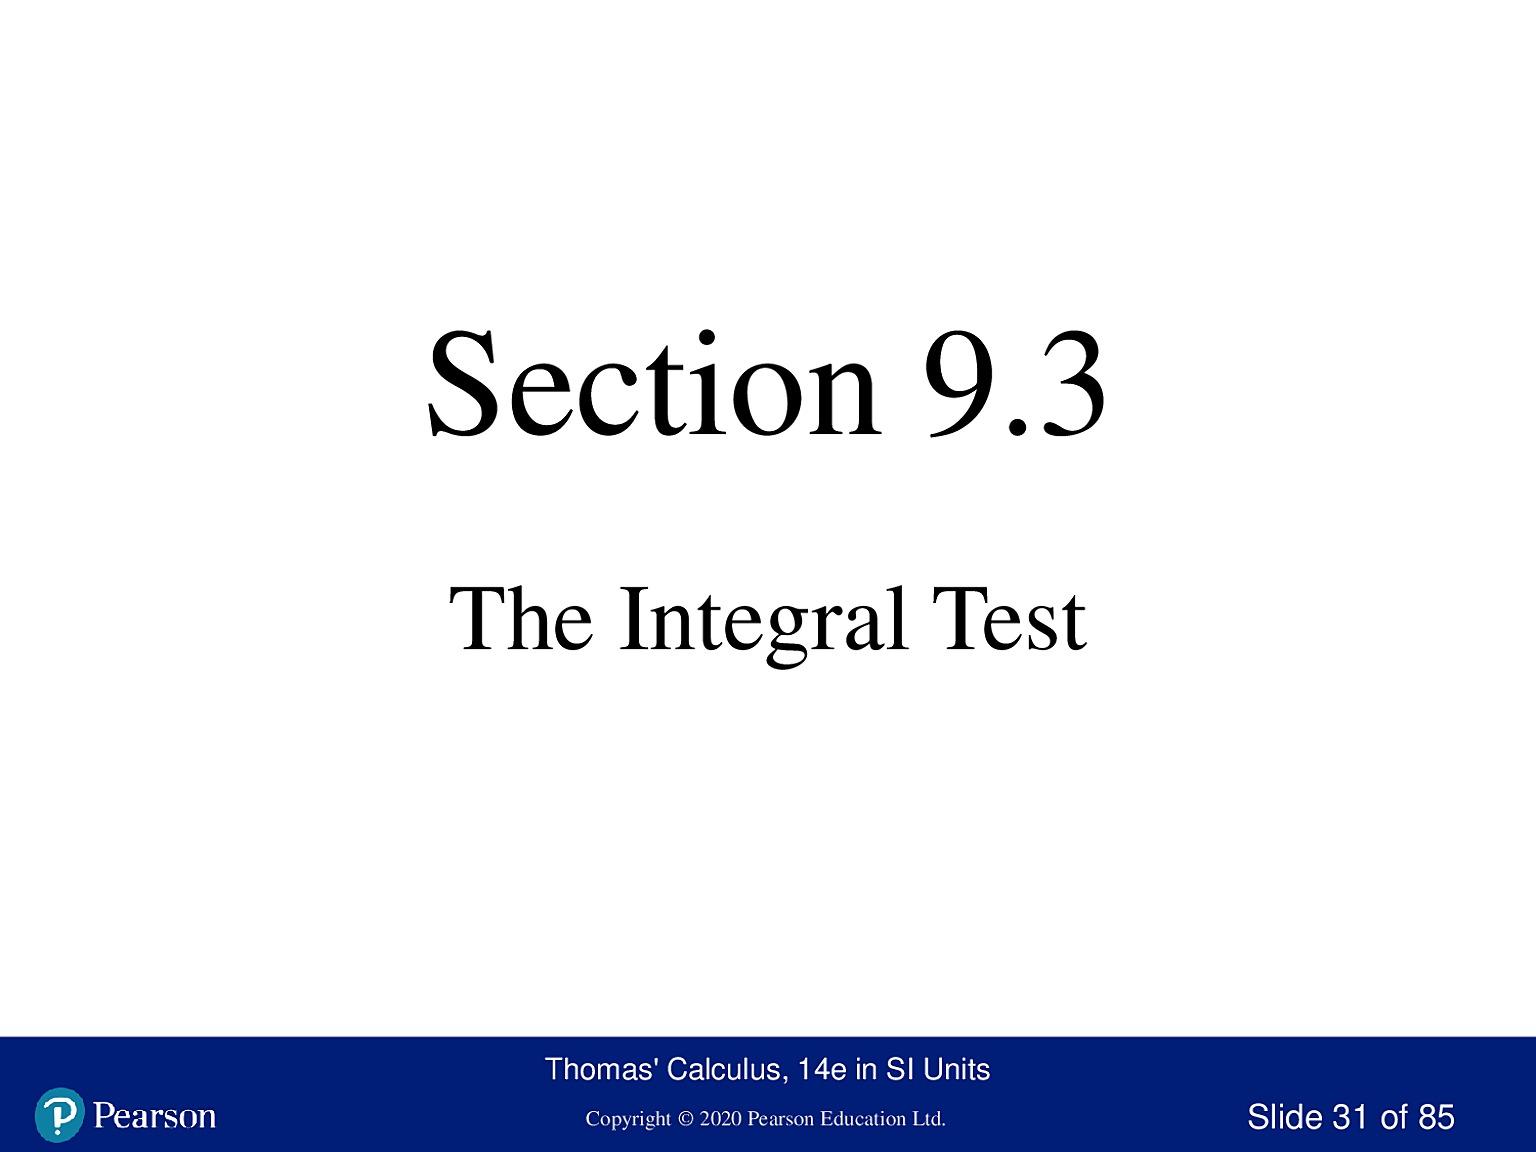 Section 9.3
The Integral Test
Thomas' Calculus, 14e in SI Units
Pearson
Copyright © 2020 Pearson Education Ltd.
Slide 31 of 85